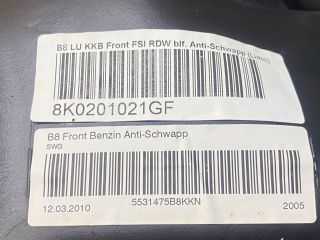 B8 LU KKB Front FSI RDW blf. Anti-Schwapp (Limo)
8K0201021GF
B8 Front Benzin Anti-Schwapp
SWG
12.03.2010 5531475B8KKN 2005